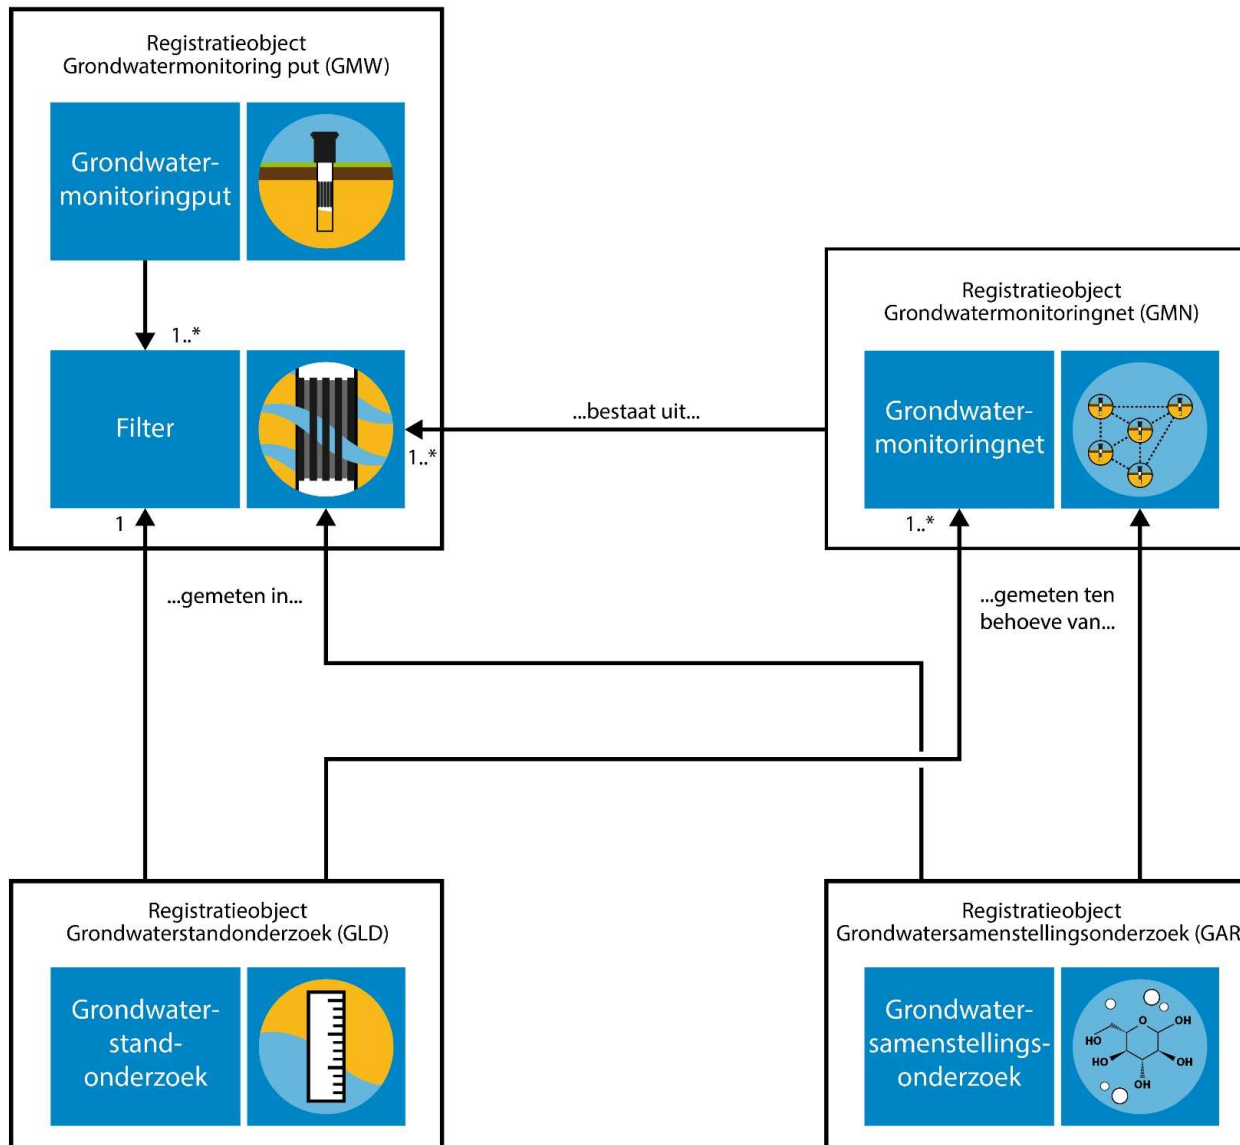 Registratieobject
Grondwatermonitoring put (GMW)
Grondwater-
monitoringput
1..*
Filter
1..*
1
...bestaat uit...
Registratieobject
Grondwatermonitoringnet (GMN)
Grondwater-
monitoringnet
1..*
...gemeten in...
...gemeten ten
behoeve van...
Registratieobject
Grondwaterstandonderzoek (GLD)
Grondwater-
stand-
onderzoek
Registratieobject
Grondwatersamenstellingsonderzoek (GAR
Grondwater-
samenstellings-
onderzoek
O
OH
HO
HO
OH
OH